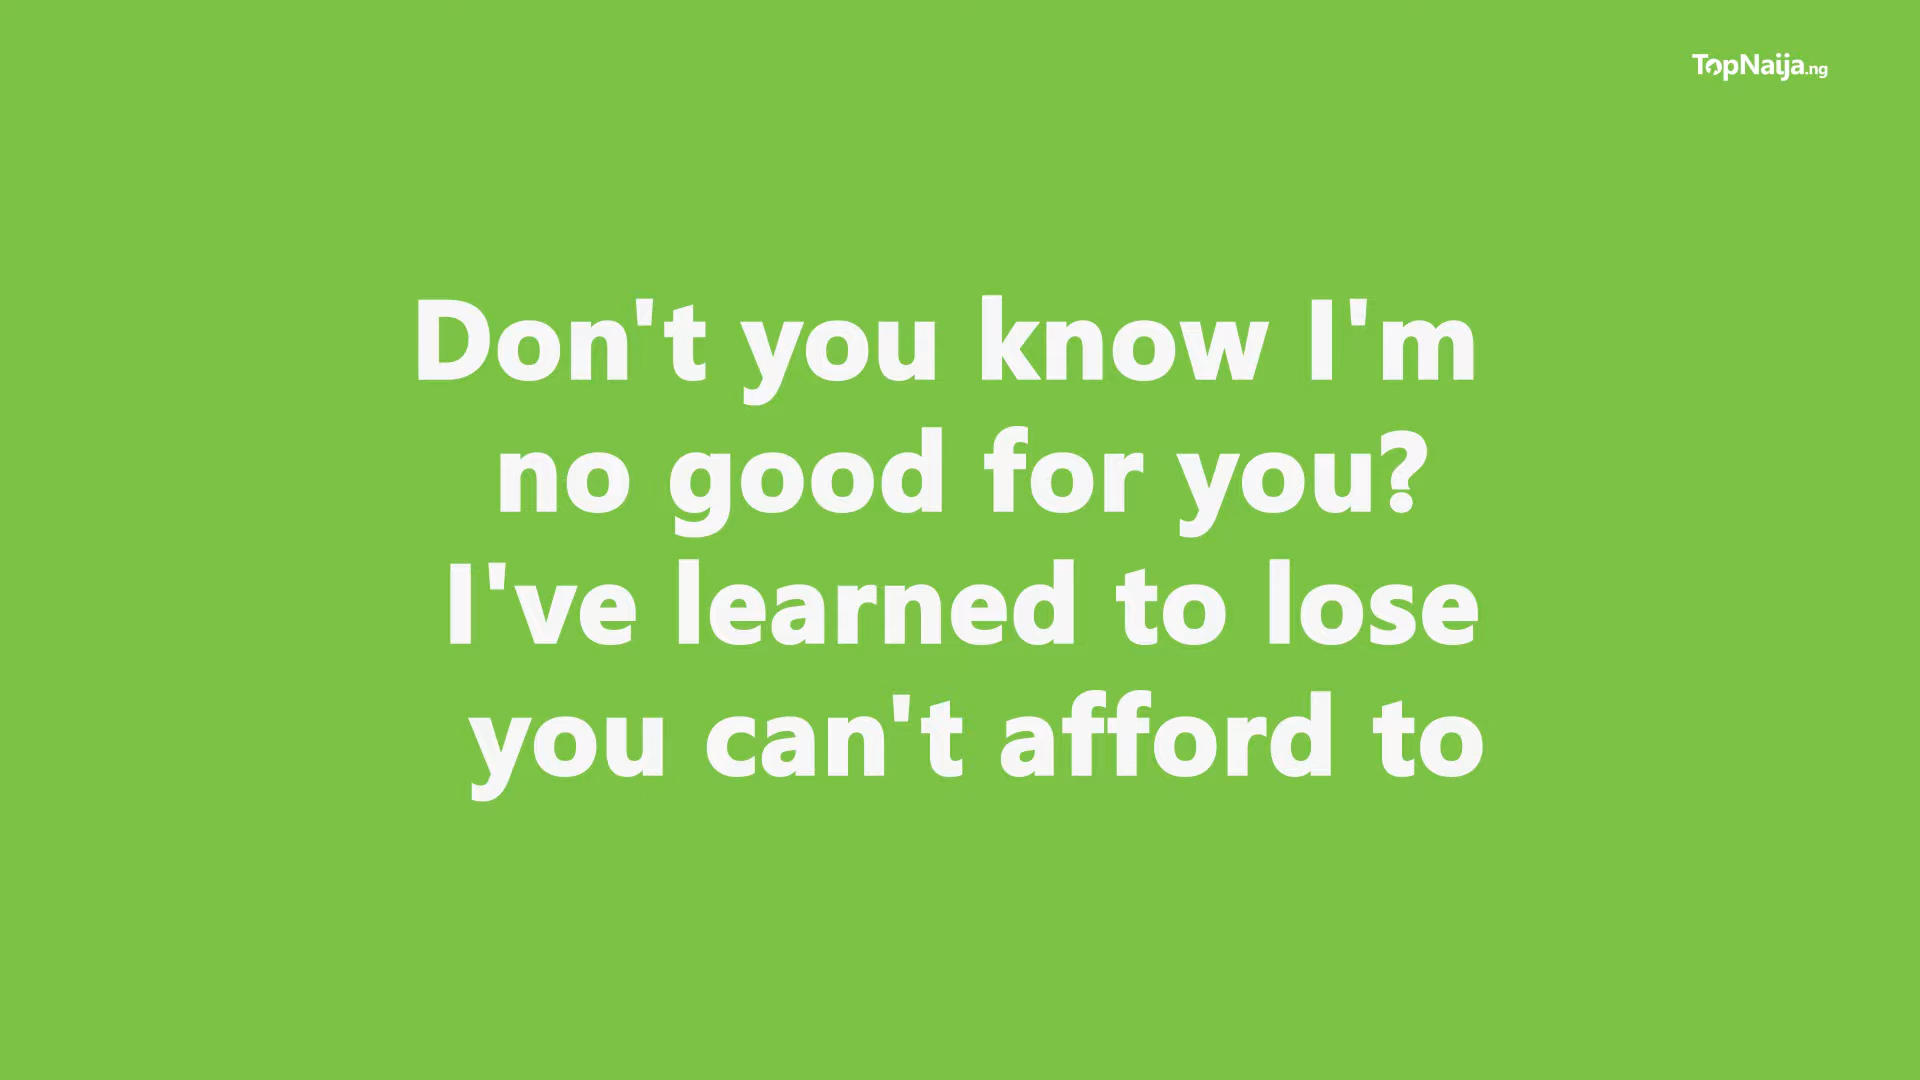 TopNaija.ng
Don't you know I'm
no good for you?
I've learned to lose
you can't afford to